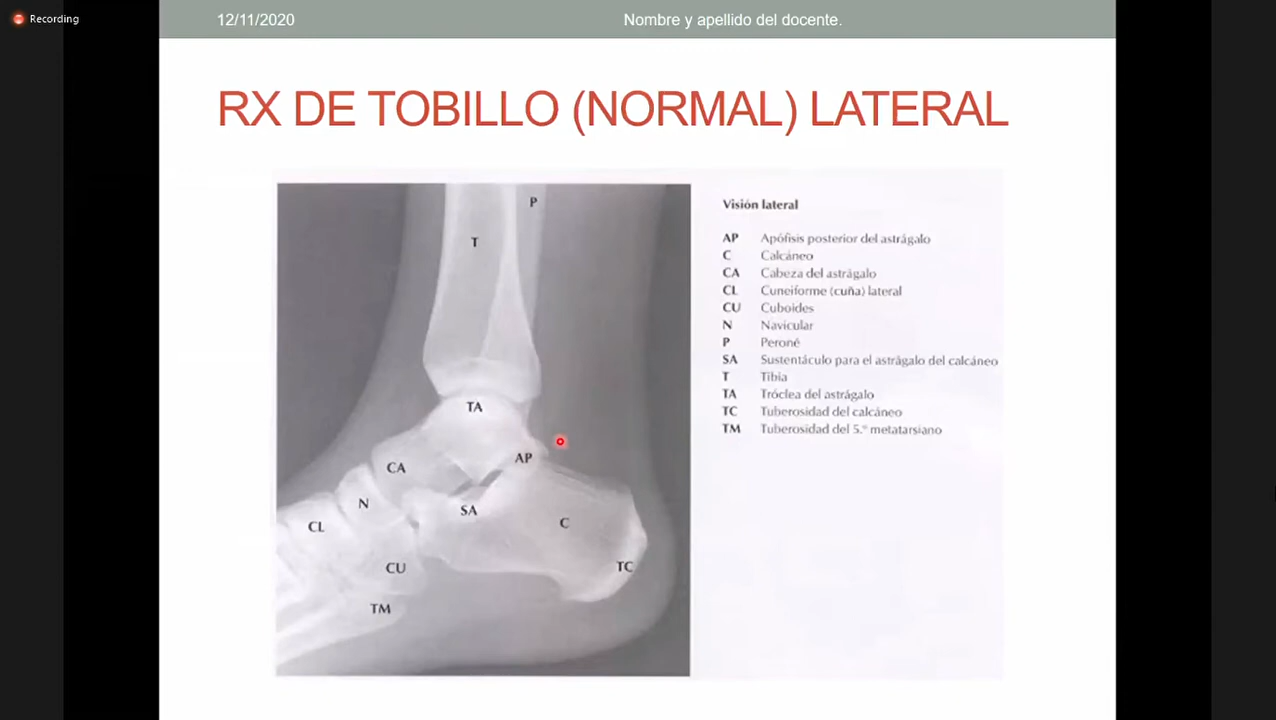 Recording
12/11/2020
Nombre y apellido del docente.
RX DE TOBILLO (NORMAL) LATERAL
P
T
TA
AP
CA
N
SA
CL
C
CU
TC
TM
Visión lateral
AP Apófisis posterior del astrágalo
C Calcáneo
CA Cabeza del astrágalo
CL Cuneiforme (cuña) lateral
CU Cuboides
N Navicular
P Peroné
SA Sustentáculo para el astrágalo del calcáneo
T Tibia
TA Tróclea del astrágalo
TC Tuberosidad del calcáneo
TM Tuberosidad del 5.º metatarsiano